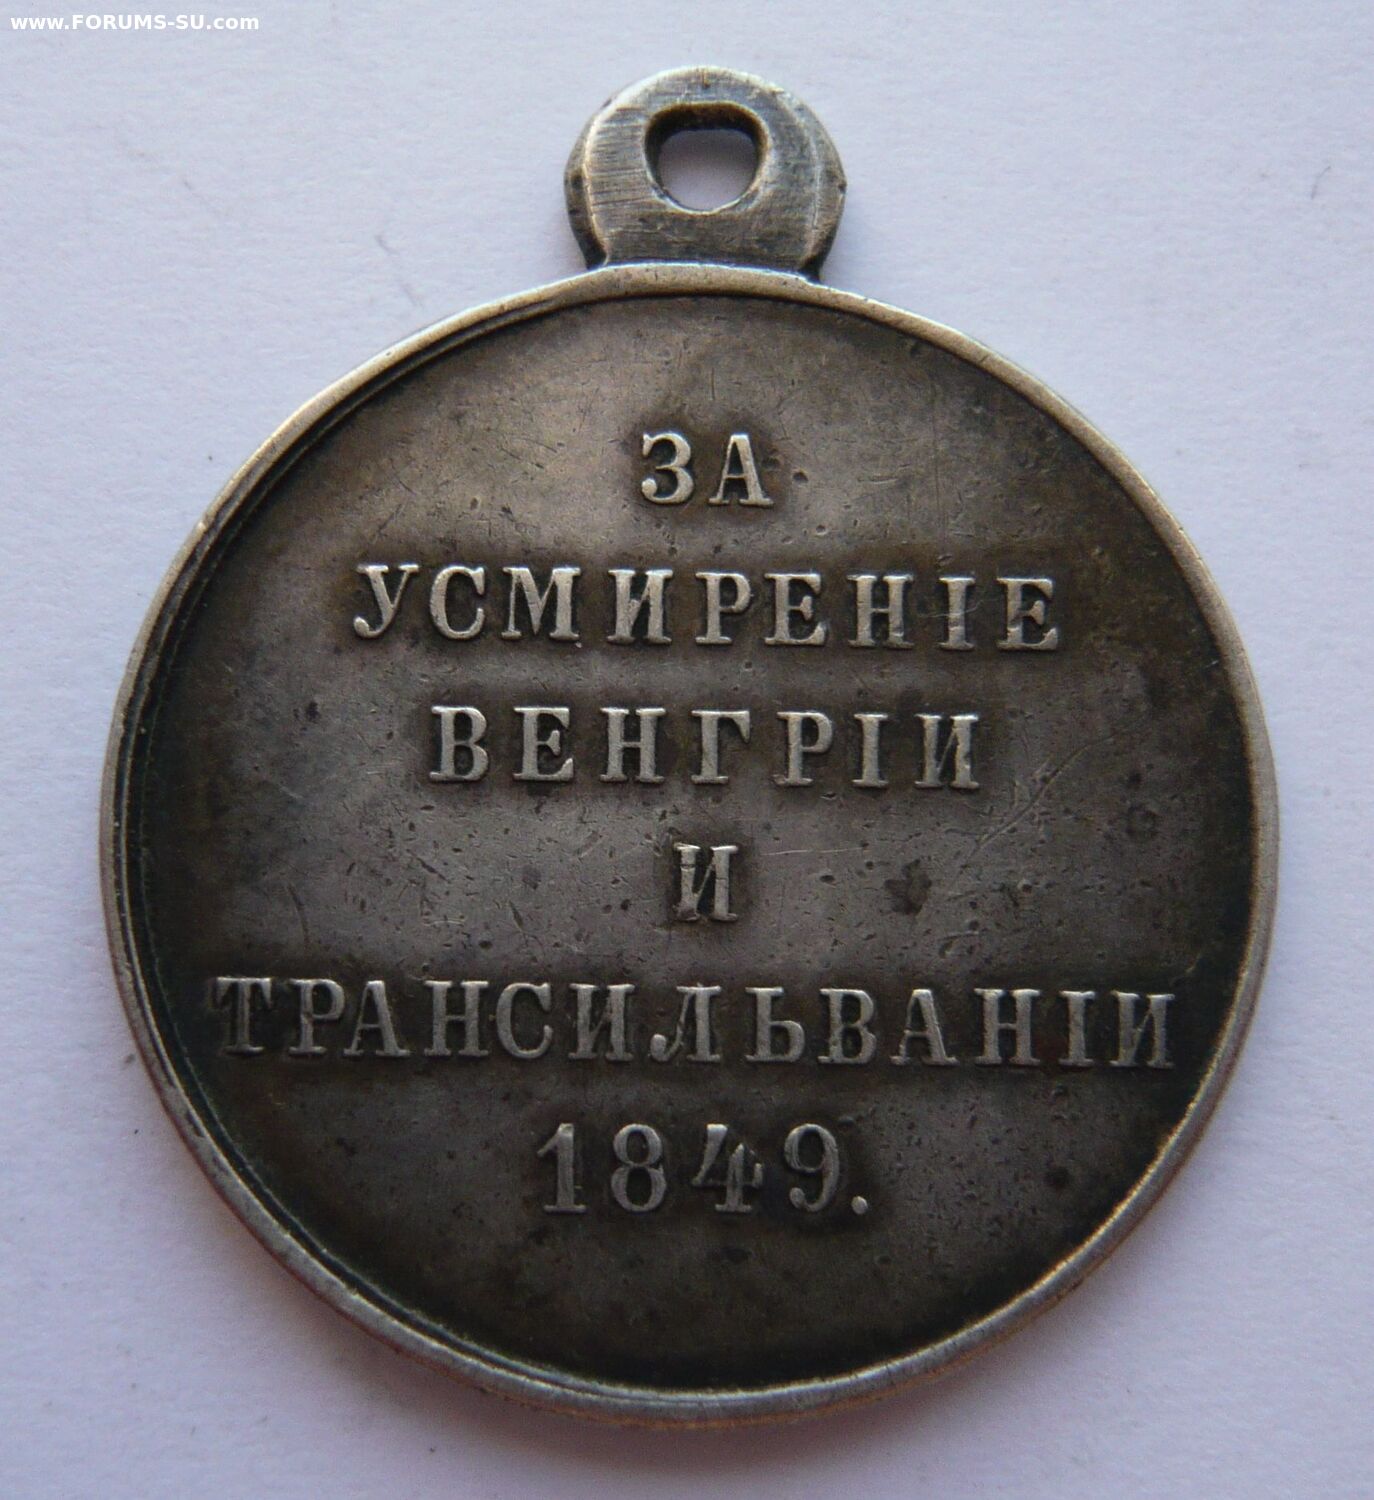 www.FORUMS-SU.com
ЗА
УСМИРЕНІЕ
ВЕНГРІИ
И
ТРАНСИЛЬВАНІИ
1849.